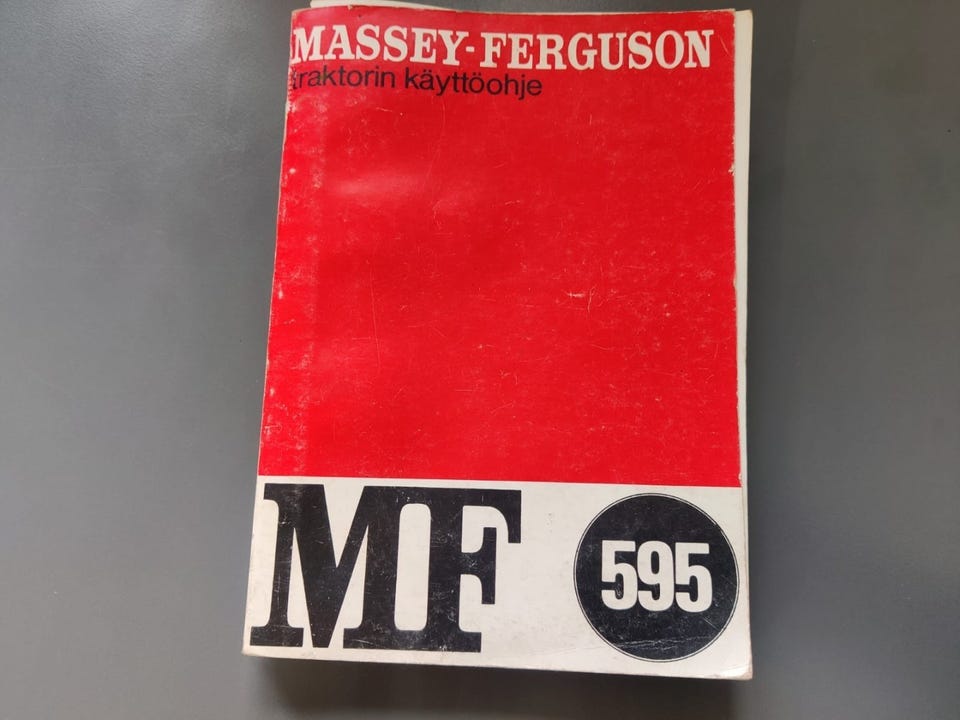 MASSEY-FERGUSON
traktorin käyttöohje
MF
595